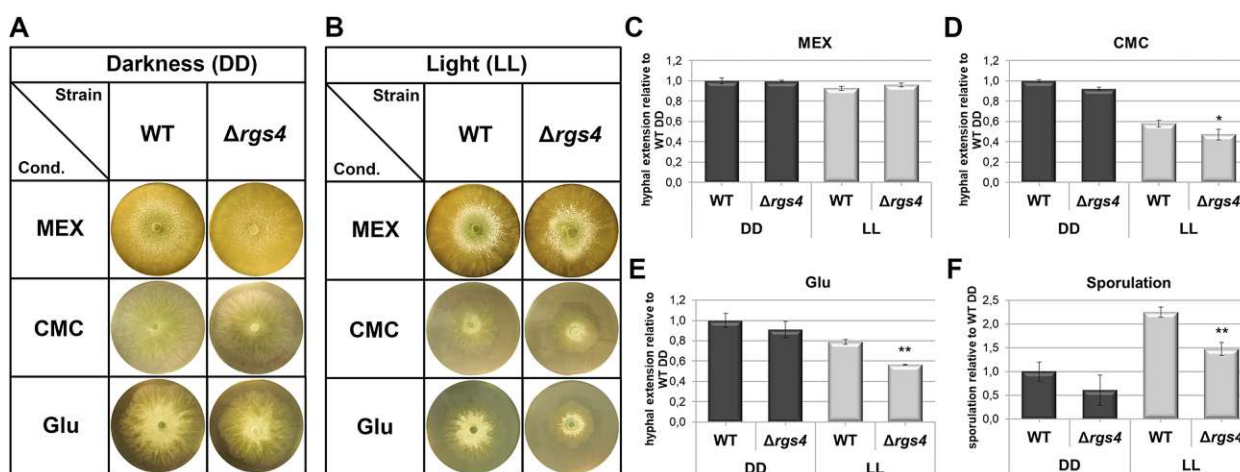 A
Darkness (DD)
Strain
Cond.
WT
Δrgs4
MEX
CMC
Glu
B
Light (LL)
Strain
Cond.
WT
Δrgs4
MEX
CMC
Glu
C
MEX
hyphal extension relative to
WT DD
1,2
1,0
0,8
0,6
0,4
0,2
0,0
WT
Δrgs4
WT
Δrgs4
DD
LL
D
CMC
hyphal extension relative to
WT DD
1,2
1,0
0,8
0,6
0,4
0,2
0,0
*
WT
Δrgs4
WT
Δrgs4
DD
LL
E
Glu
hyphal extension relative to
WT DD
1,2
1,0
0,8
0,6
0,4
0,2
0,0
**
WT
Δrgs4
WT
Δrgs4
DD
LL
F
Sporulation
sporulation relative to WT DD
2,5
2,0
1,5
1,0
0,5
0,0
**
WT
Δrgs4
WT
Δrgs4
DD
LL